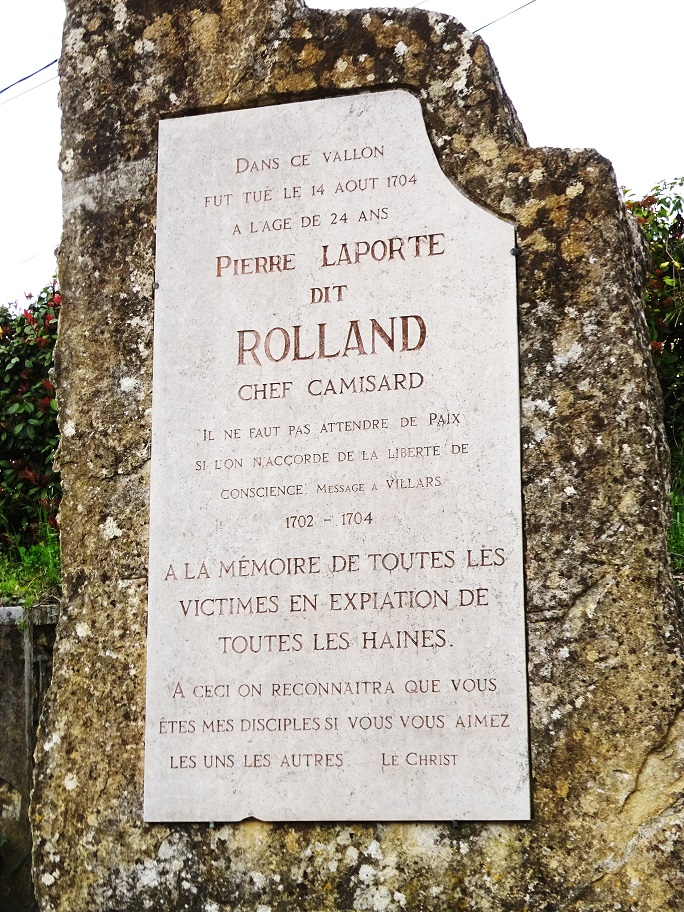 Dans ce vallon
fut tué le 14 aout 1704
a l'age de 24 ans
Pierre Laporte
dit
Rolland
chef camisard
Il ne faut pas attendre de Paix
si l'on n'accorde de la liberté de
conscience. Message a Villars
1702 - 1704
A la mémoire de toutes les
victimes en expiation de
toutes les haines.
A ceci on reconnaitra que vous
êtes mes disciples si vous vous aimez
les uns les autres Le Christ